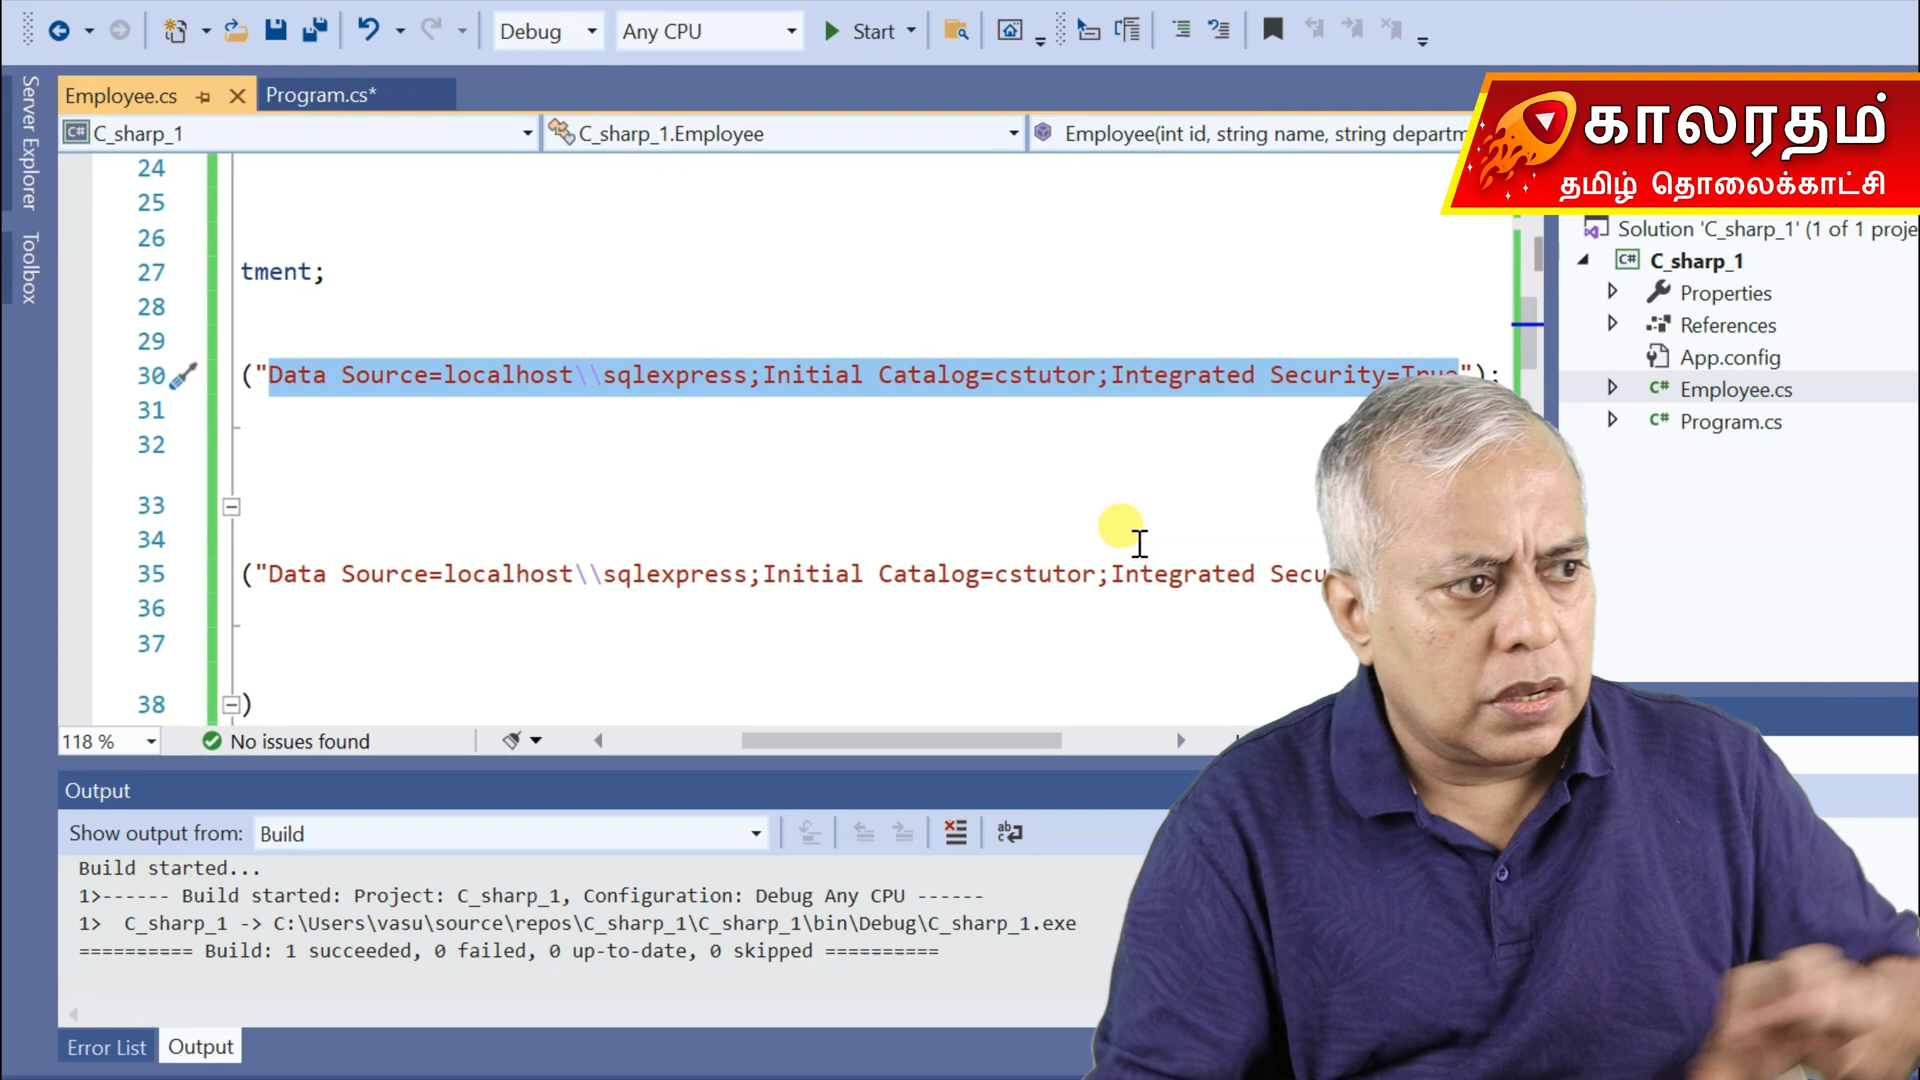 Debug
Any CPU
Start
Server Explorer
Toolbox
Employee.cs
Program.cs*
C_sharp_1
C_sharp_1.Employee
Employee(int id, string name, string departm
காலரதம்
தமிழ் தொலைக்காட்சி
24
25
26
27 tment;
28
29
30 ("Data Source=localhost\\sqlexpress;Initial Catalog=cstutor;Integrated Security=True");
31
32
33
34
35 ("Data Source=localhost\\sqlexpress;Initial Catalog=cstutor;Integrated Secu
36
37
38 )
Solution 'C_sharp_1' (1 of 1 proje
C# C_sharp_1
Properties
References
App.config
C# Employee.cs
C# Program.cs
118 %
No issues found
Output
Show output from: Build
Build started...
1>------ Build started: Project: C_sharp_1, Configuration: Debug Any CPU ------
1>  C_sharp_1 -> C:\Users\vasu\source\repos\C_sharp_1\C_sharp_1\bin\Debug\C_sharp_1.exe
========== Build: 1 succeeded, 0 failed, 0 up-to-date, 0 skipped ==========
Error List
Output